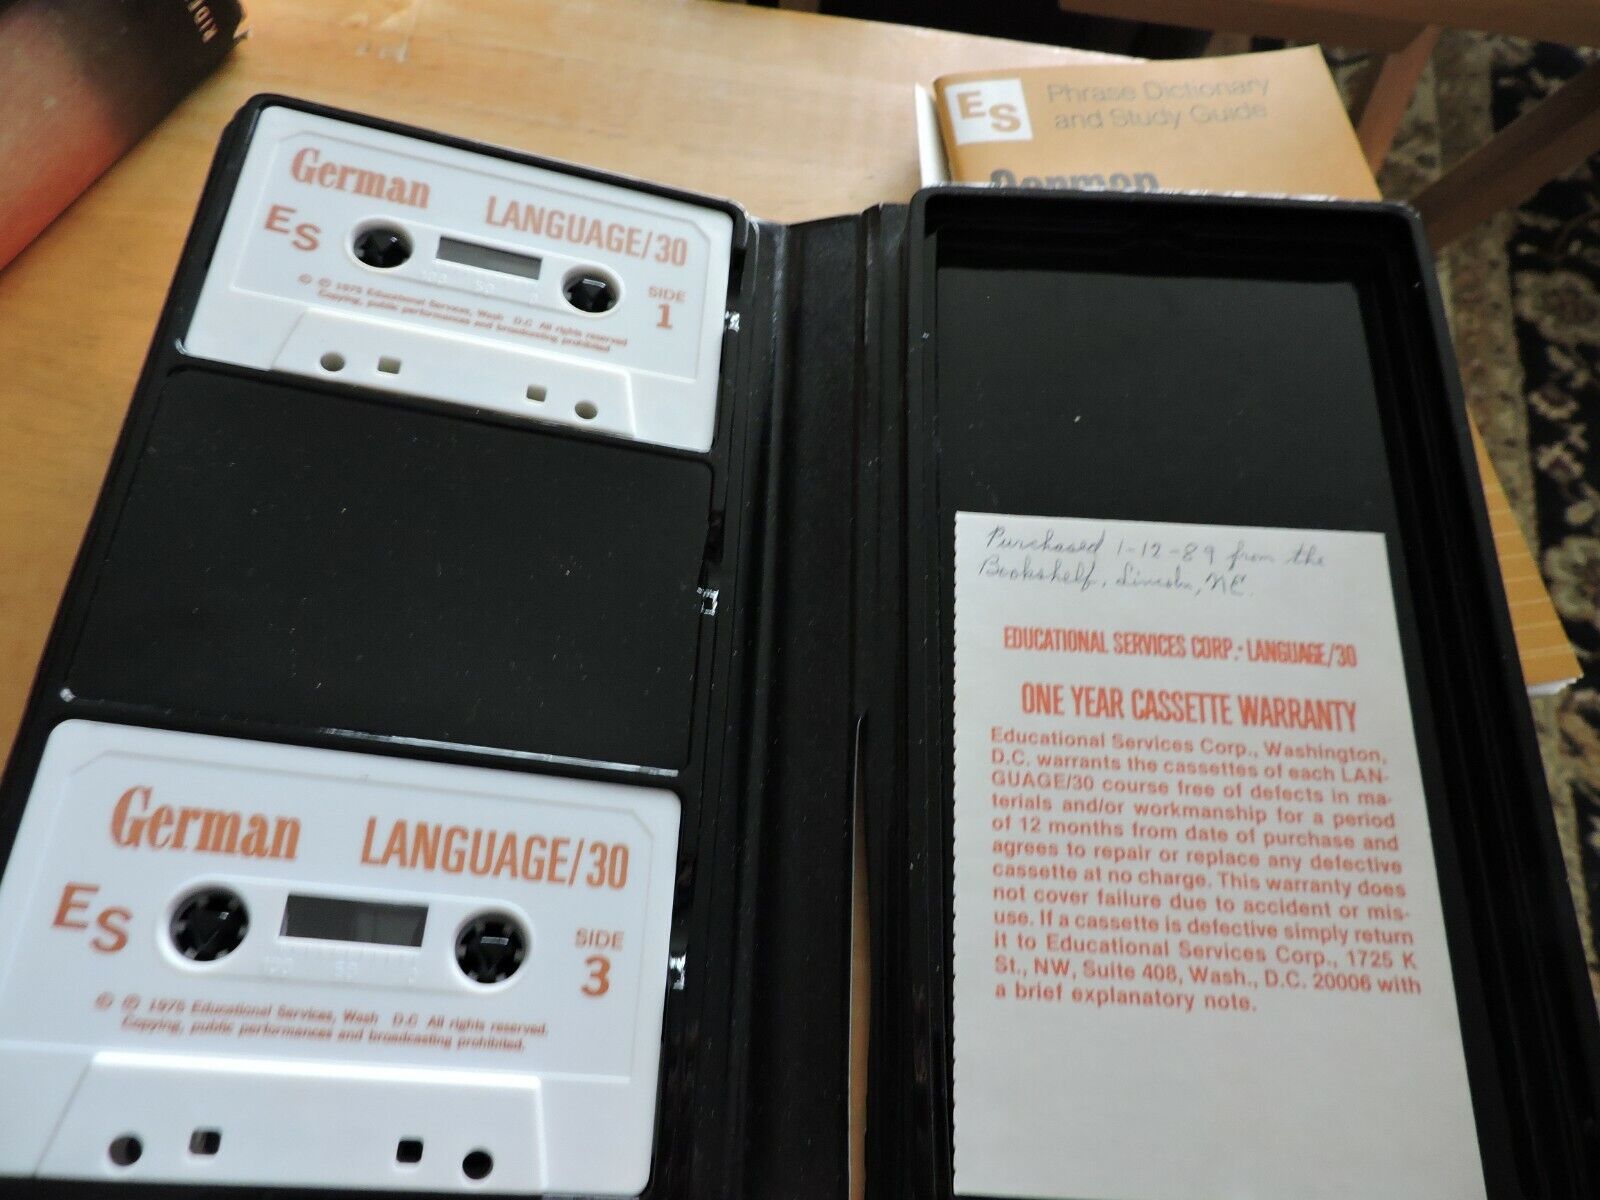 German
LANGUAGE/30
ES
© ℗ 1975 Educational Services, Wash D.C All rights reserved
Copying, public performances and broadcasting prohibited
SIDE
1
100 50 0
German
LANGUAGE/30
ES
SIDE
3
100 50 0
© ℗ 1975 Educational Services, Wash D.C All rights reserved.
Copying, public performances and broadcasting prohibited.
ES
Phrase Dictionary
and Study Guide
German
Purchased 1-12-89 from the
Bookshelf, Lincoln, NE.
EDUCATIONAL SERVICES CORP.· LANGUAGE/30
ONE YEAR CASSETTE WARRANTY
Educational Services Corp., Washington,
D.C. warrants the cassettes of each LAN-
GUAGE/30 course free of defects in ma-
terials and/or workmanship for a period
of 12 months from date of purchase and
agrees to repair or replace any defective
cassette at no charge. This warranty does
not cover failure due to accident or mis-
use. If a cassette is defective simply return
it to Educational Services Corp., 1725 K
St., NW, Suite 408, Wash., D.C. 20006 with
a brief explanatory note.